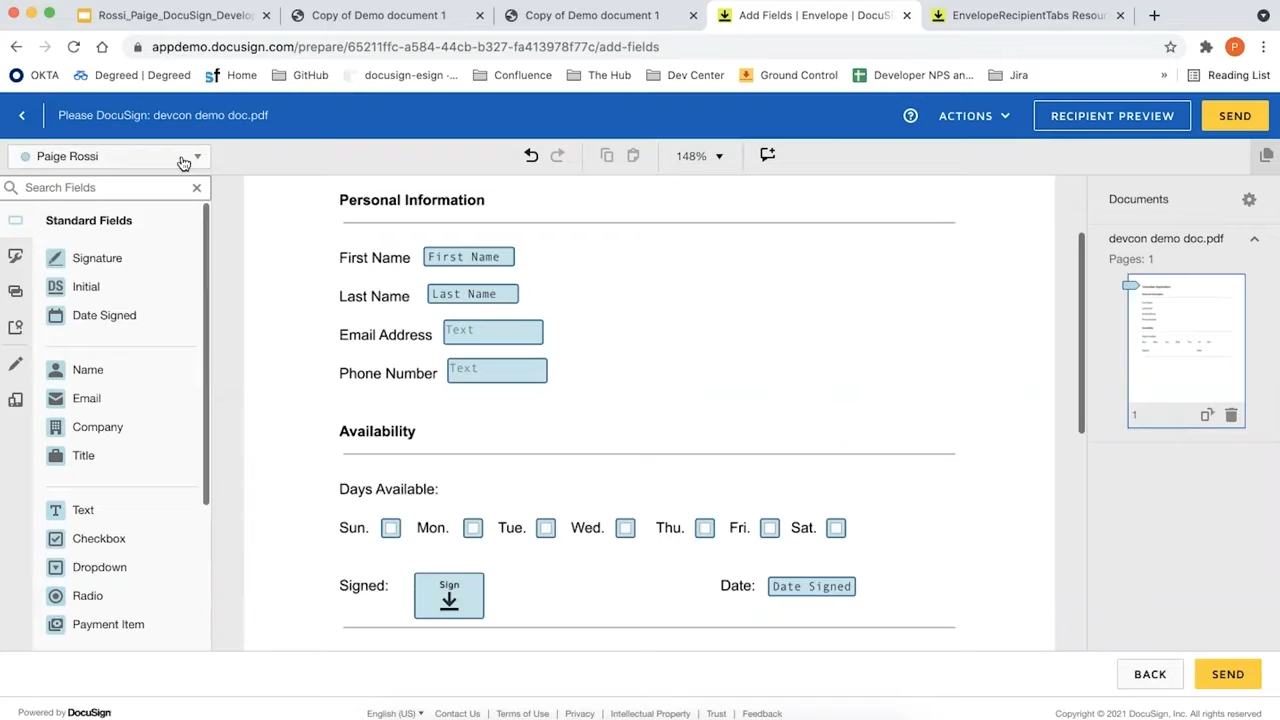 Rossi_Paige_DocuSign_Develop
Copy of Demo document 1
Copy of Demo document 1
Add Fields | Envelope | DocuSi
EnvelopeRecipientTabs Resour
appdemo.docusign.com/prepare/65211ffc-a584-44cb-b327-fa413978f77c/add-fields
P
OKTA
Degreed | Degreed
sf Home
GitHub
docusign-esign -...
Confluence
The Hub
Dev Center
Ground Control
Developer NPS an...
Jira
»
Reading List
Please DocuSign: devcon demo doc.pdf
ACTIONS
RECIPIENT PREVIEW
SEND
Paige Rossi
148%
Search Fields
Standard Fields
Signature
DS Initial
Date Signed
Name
Email
Company
Title
Text
Checkbox
Dropdown
Radio
Payment Item
Personal Information
First Name First Name
Last Name Last Name
Email Address Text
Phone Number Text
Availability
Days Available:
Sun. Mon. Tue. Wed. Thu. Fri. Sat.
Signed: Sign Date: Date Signed
Documents
devcon demo doc.pdf
Pages: 1
1
BACK
SEND
Powered by DocuSign
English (US)
Contact Us
Terms of Use
Privacy
Intellectual Property
Trust
Feedback
Copyright © 2021 DocuSign, Inc. All rights reserved